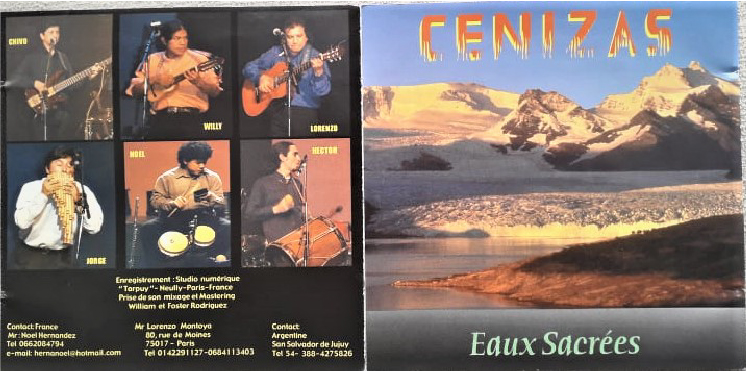 CHIVO
WILLY
LORENZO
JORGE
NOEL
HECTOR
Enregistrement : Studio numérique
"Tarpuy" - Neuilly-Paris-France
Prise de son mixage et Mastering
William et Foster Rodriguez
Contact: France
Mr: Noel Hernandez
Tel 0662084794
e-mail: hernanoel@hotmail.com
Mr Lorenzo Montoya
80, rue de Moines
75017 - Paris
Tel 0142291127-0684113403
Contact
Argentine
San Salvador de Jujuy
Tel 54- 388-4275826
CENIZAS
Eaux Sacrées